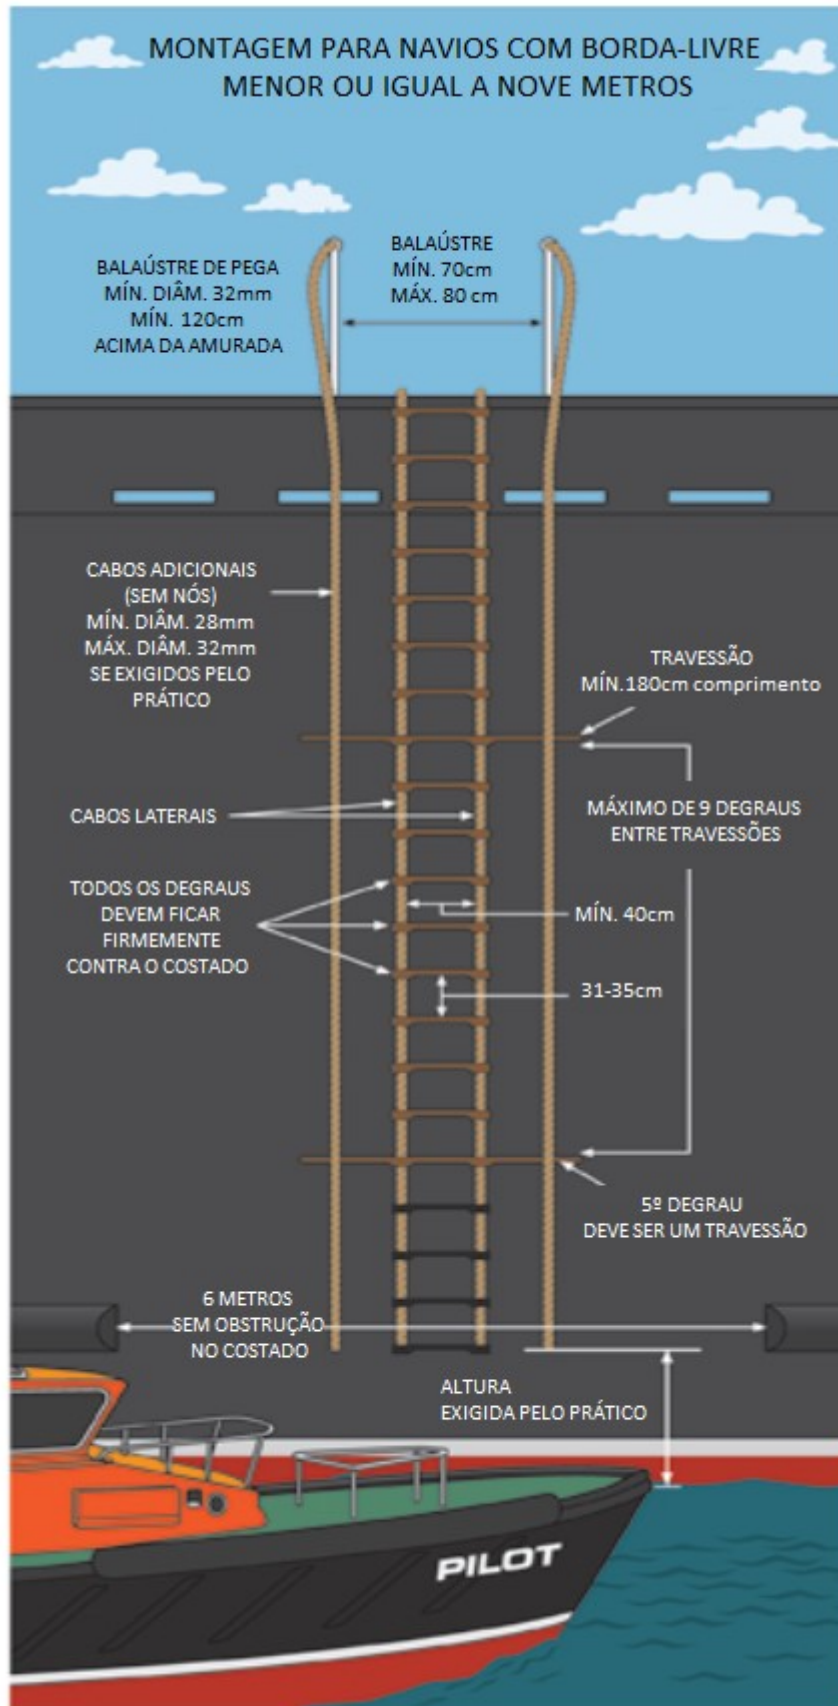 MONTAGEM PARA NAVIOS COM BORDA-LIVRE
MENOR OU IGUAL A NOVE METROS
BALAÚSTRE DE PEGA
MÍN. DIÂM. 32mm
MÍN. 120cm
ACIMA DA AMURADA
BALAÚSTRE
MÍN. 70cm
MÁX. 80 cm
CABOS ADICIONAIS
(SEM NÓS)
MÍN. DIÂM. 28mm
MÁX. DIÂM. 32mm
SE EXIGIDOS PELO
PRÁTICO
TRAVESSÃO
MÍN.180cm comprimento
CABOS LATERAIS
MÁXIMO DE 9 DEGRAUS
ENTRE TRAVESSÕES
TODOS OS DEGRAUS
DEVEM FICAR
FIRMEMENTE
CONTRA O COSTADO
MÍN. 40cm
31-35cm
5º DEGRAU
DEVE SER UM TRAVESSÃO
6 METROS
SEM OBSTRUÇÃO
NO COSTADO
ALTURA
EXIGIDA PELO PRÁTICO
PILOT